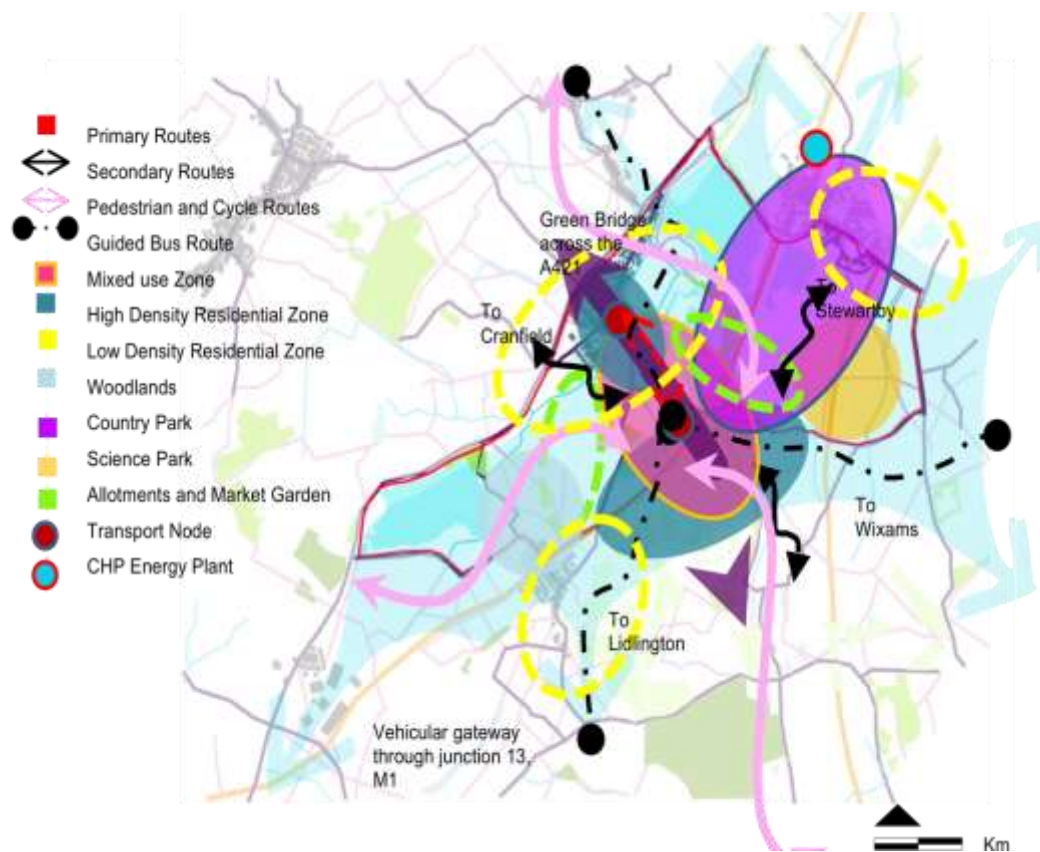 Primary Routes
Secondary Routes
Pedestrian and Cycle Routes
Guided Bus Route
Mixed use Zone
High Density Residential Zone
Low Density Residential Zone
Woodlands
Country Park
Science Park
Allotments and Market Garden
Transport Node
CHP Energy Plant
Green Bridge
across the
A421
To
Cranfield
To
Stewartby
To
Wixams
To
Lidlington
Vehicular gateway
through junction 13,
M1
Km